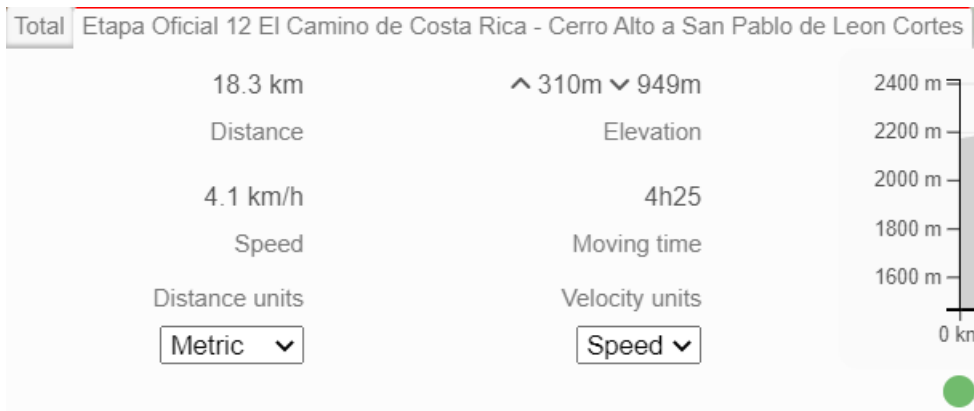 Total Etapa Oficial 12 El Camino de Costa Rica - Cerro Alto a San Pablo de Leon Cortes
18.3 km 310m 949m
Distance Elevation
4.1 km/h 4h25
Speed Moving time
Distance units Velocity units
Metric Speed
2400 m
2200 m
2000 m
1800 m
1600 m
0 km